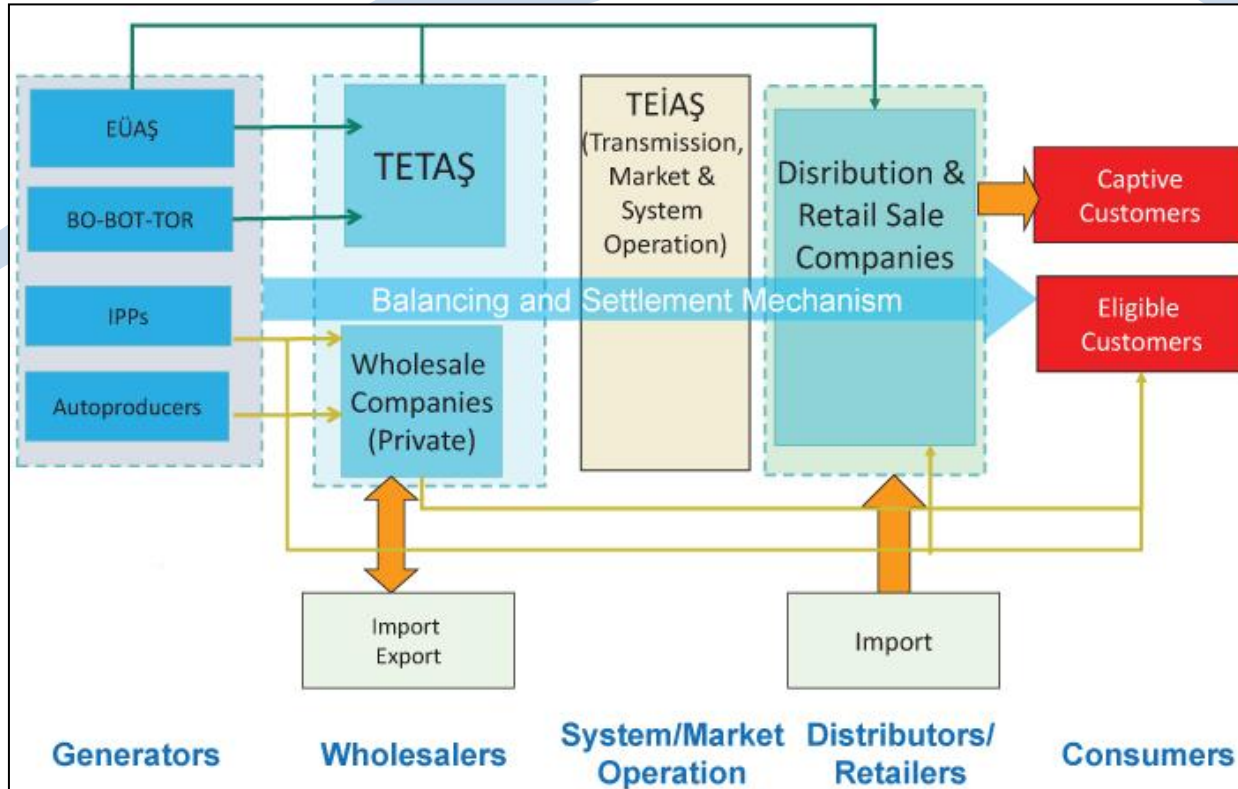 EÜAŞ
BO-BOT-TOR
IPPs
Autoproducers
TETAŞ
Wholesale
Companies
(Private)
TEİAŞ
(Transmission,
Market &
System
Operation)
Disribution &
Retail Sale
Companies
Captive
Customers
Eligible
Customers
Balancing and Settlement Mechanism
Import
Export
Import
Generators
Wholesalers
System/Market
Operation
Distributors/
Retailers
Consumers